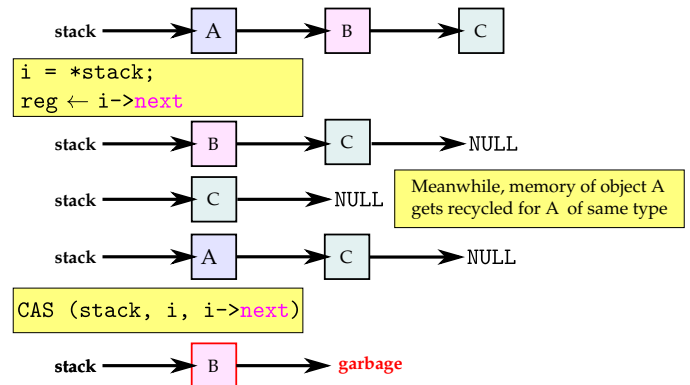 stack A B C
i = *stack;
reg ← i->next
stack B C NULL
stack C NULL
Meanwhile, memory of object A
gets recycled for A of same type
stack A C NULL
CAS (stack, i, i->next)
stack B garbage